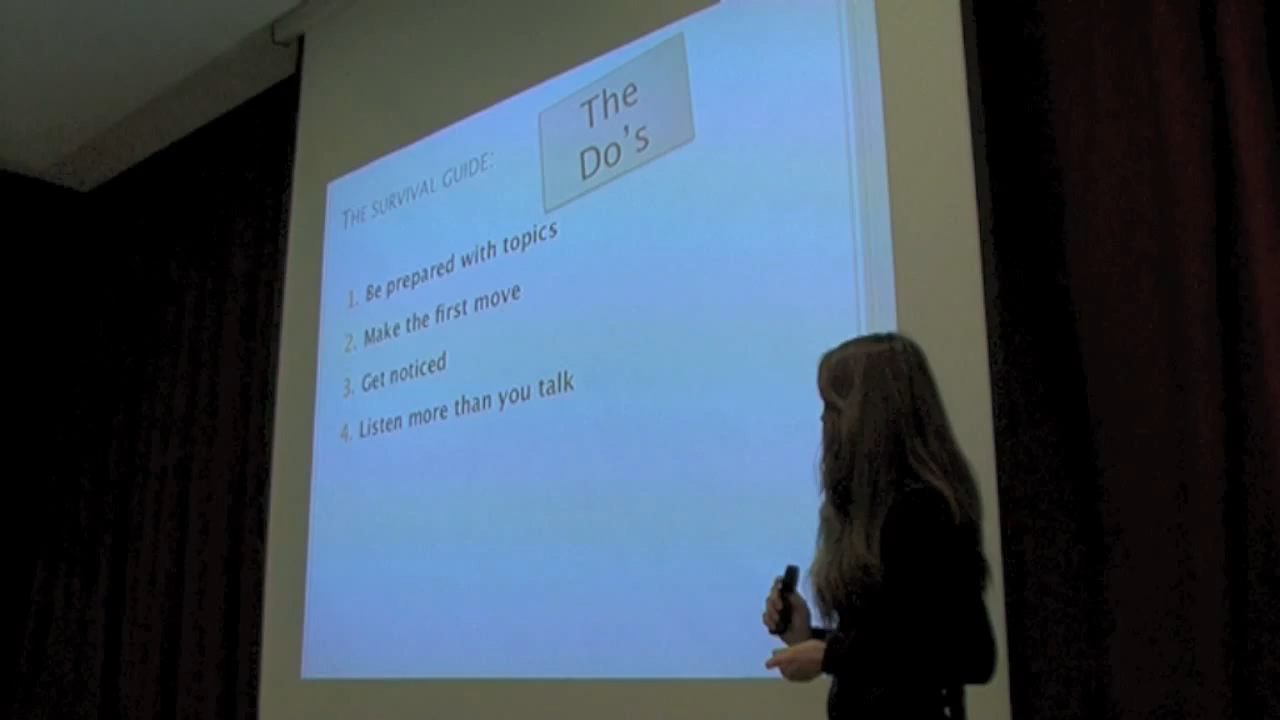 The
Do's
THE SURVIVAL GUIDE:
1. Be prepared with topics
2. Make the first move
3. Get noticed
4. Listen more than you talk